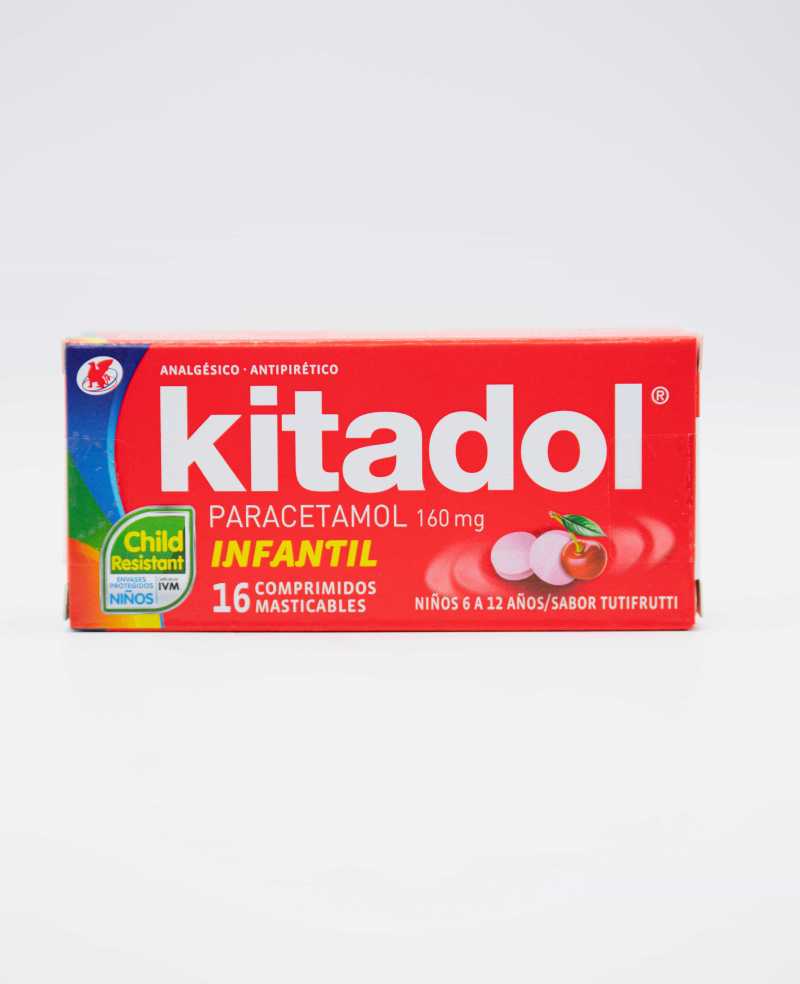 ANALGÉSICO · ANTIPIRÉTICO
kitadol®
PARACETAMOL 160 mg
INFANTIL
16 COMPRIMIDOS
MASTICABLES
NIÑOS 6 A 12 AÑOS/SABOR TUTIFRUTTI
Child
Resistant
ENVASES
PROTEGIDOS
NIÑOS
IVM